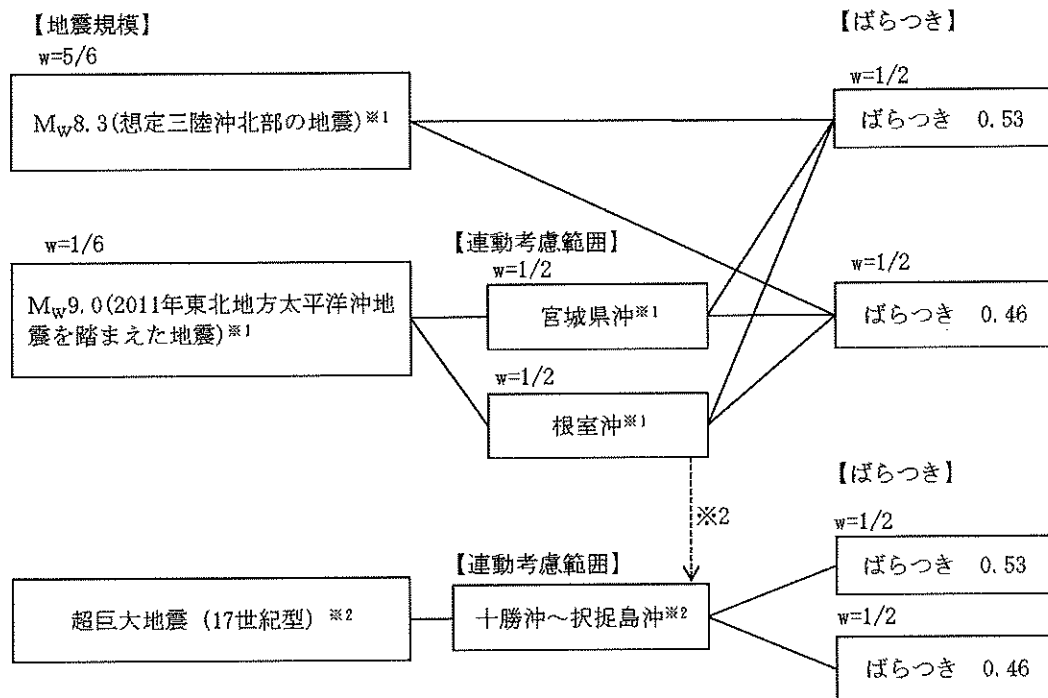 【地震規模】
w=5/6
Mw8.3(想定三陸沖北部の地震)※1
【ばらつき】
w=1/2
ばらつき 0.53
w=1/6
Mw9.0(2011年東北地方太平洋沖地
震を踏まえた地震)※1
【連動考慮範囲】
w=1/2
宮城県沖※1
w=1/2
根室沖※1
w=1/2
ばらつき 0.46
※2
【ばらつき】
w=1/2
ばらつき 0.53
【連動考慮範囲】
超巨大地震 (17世紀型) ※2
十勝沖～択捉島沖※2
w=1/2
ばらつき 0.46